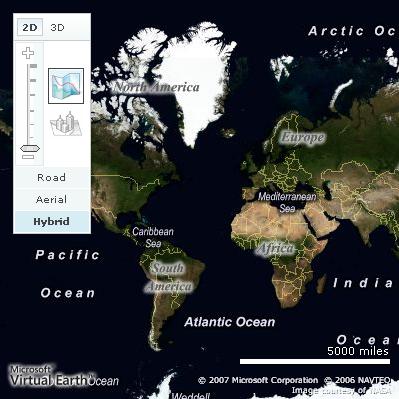 2D 3D
Arctic Oc
North America
Europe
Road
Aerial
Hybrid
Mediterranean
Sea
Caribbean
Sea
Pacific
Ocean
South
America
Africa
India
Atlantic Ocean
Ocea
5000 miles
Microsoft
Virtual Earth™
Ocean
Weddell
© 2007 Microsoft Corporation © 2006 NAVTEQ
Image courtesy of NASA